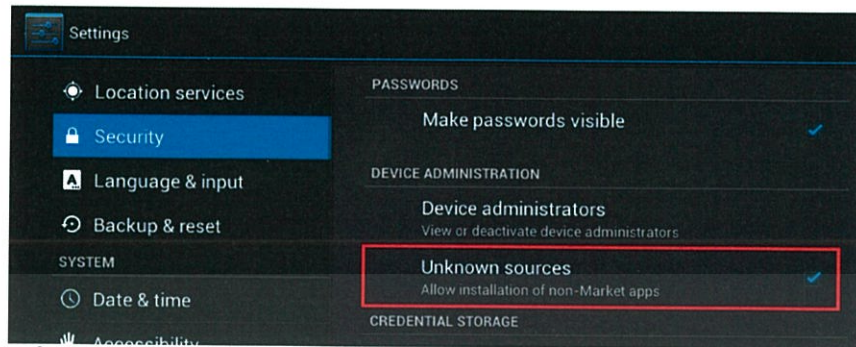 Settings
Location services
Security
Language & input
Backup & reset
SYSTEM
Date & time
Accessibility
PASSWORDS
Make passwords visible
DEVICE ADMINISTRATION
Device administrators
View or deactivate device administrators
Unknown sources
Allow installation of non-Market apps
CREDENTIAL STORAGE